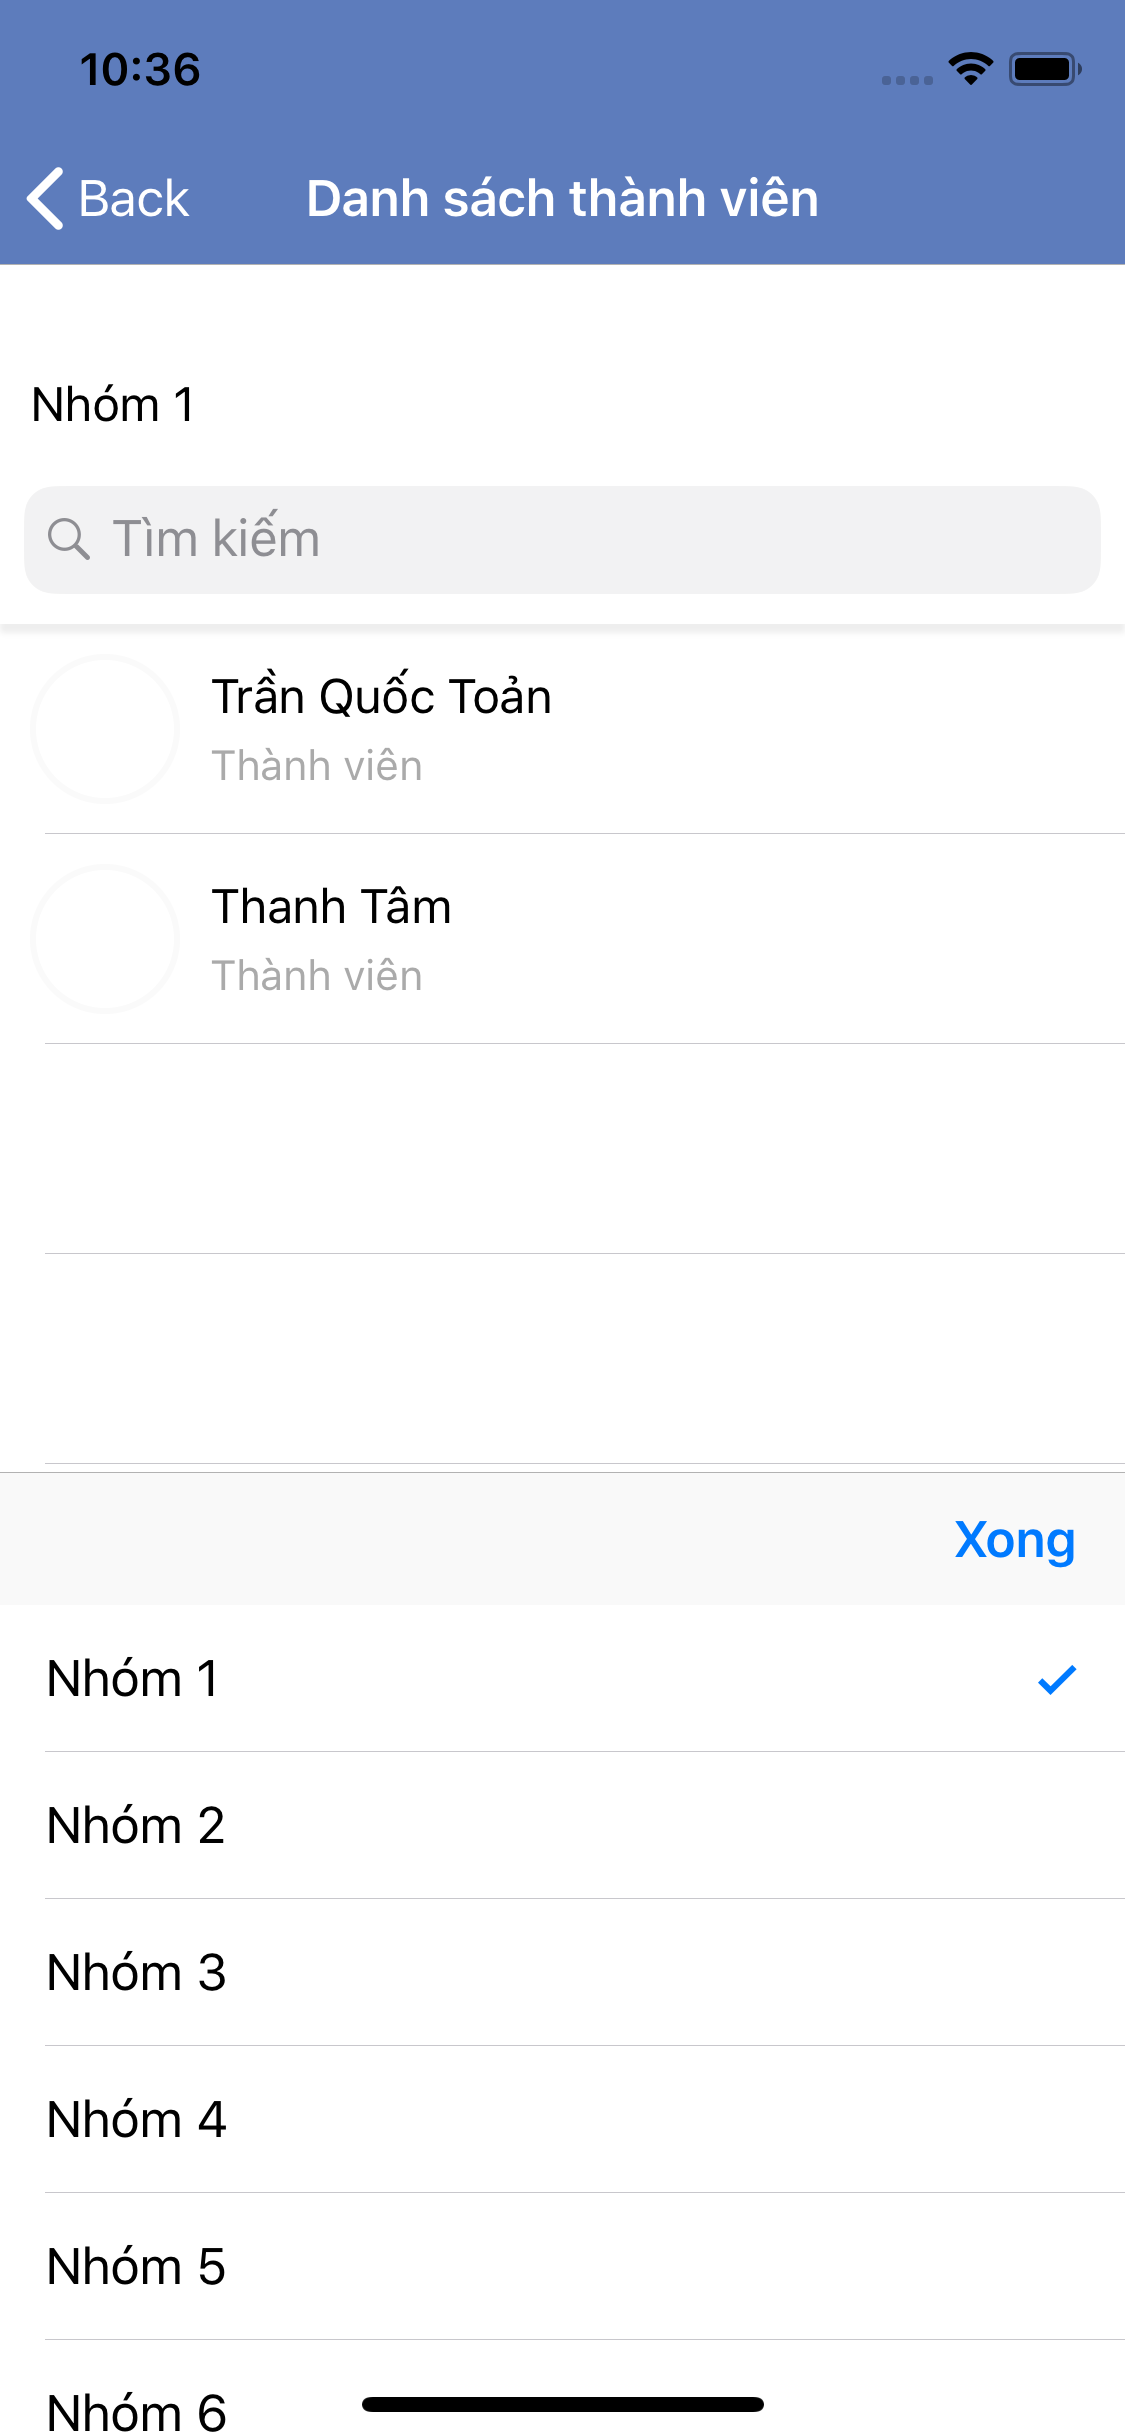 10:36
Back
Danh sách thành viên
Nhóm 1
Tìm kiếm
Trần Quốc Toản
Thành viên
Thanh Tâm
Thành viên
Xong
Nhóm 1
Nhóm 2
Nhóm 3
Nhóm 4
Nhóm 5
Nhóm 6